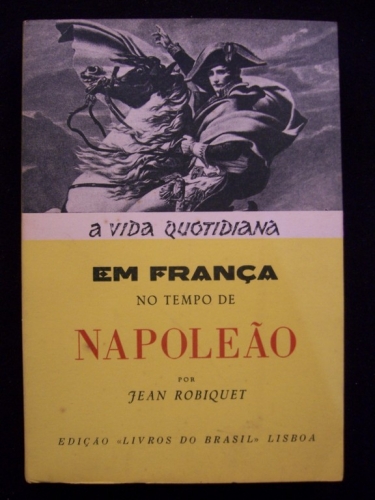 A VIDA QUOTIDIANA
EM FRANÇA
NO TEMPO DE
NAPOLEÃO
POR
JEAN ROBIQUET
EDIÇÃO «LIVROS DO BRASIL» LISBOA